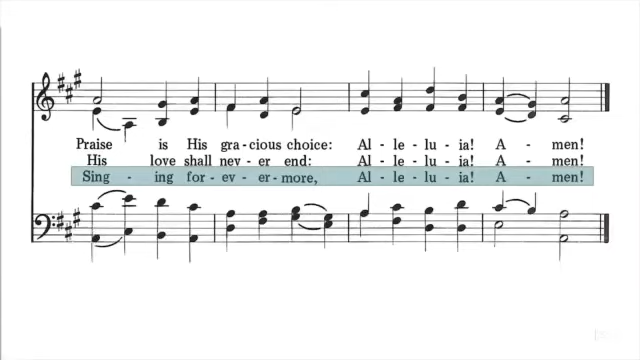 Praise is His gra - cious choice: Al - le - lu - ia! A - men!
His love shall nev - er end: Al - le - lu - ia! A - men!
Sing - ing for - ev - er - more, Al - le - lu - ia! A - men!